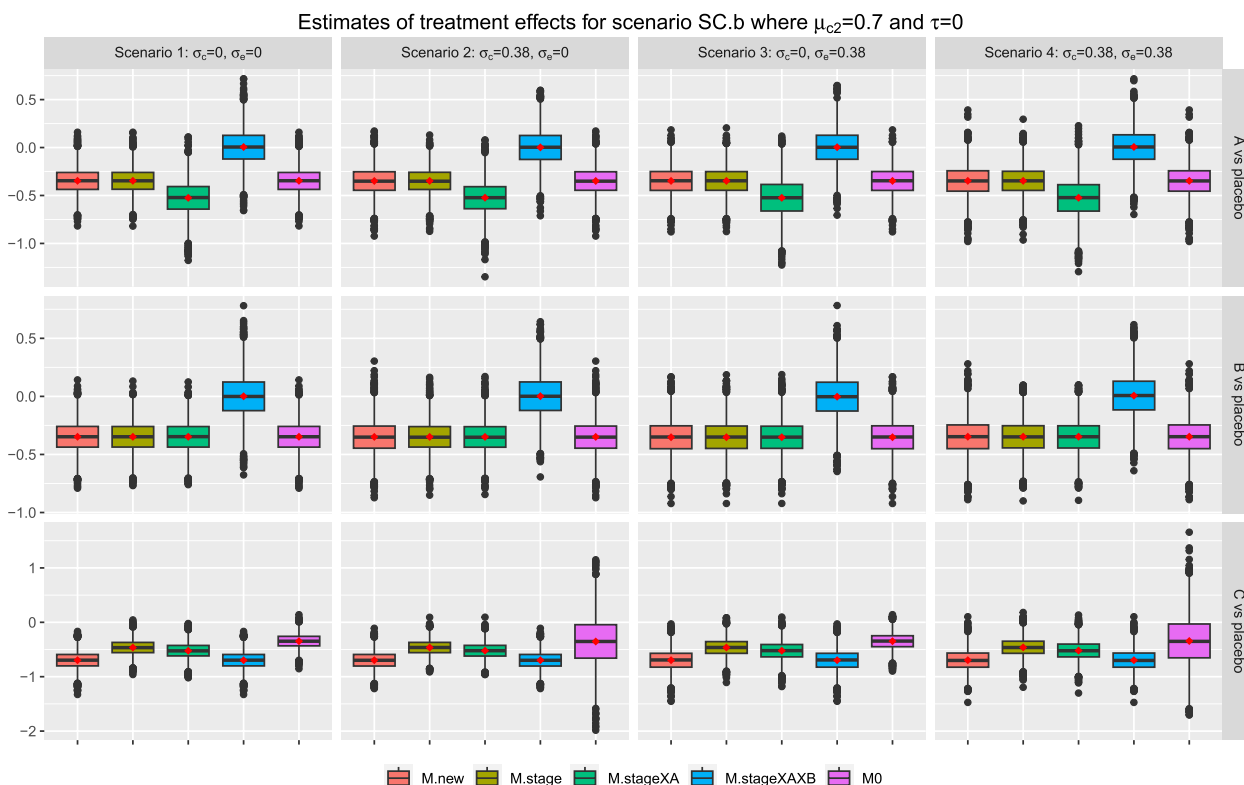 Estimates of treatment effects for scenario SC.b where μc2=0.7 and τ=0
Scenario 1: σc=0, σe=0
Scenario 2: σc=0.38, σe=0
Scenario 3: σc=0, σe=0.38
Scenario 4: σc=0.38, σe=0.38
0.5
0.0
−0.5
−1.0
A vs placebo
0.5
0.0
−0.5
−1.0
B vs placebo
1
0
−1
−2
C vs placebo
M.new M.stage M.stageXA M.stageXAXB M0